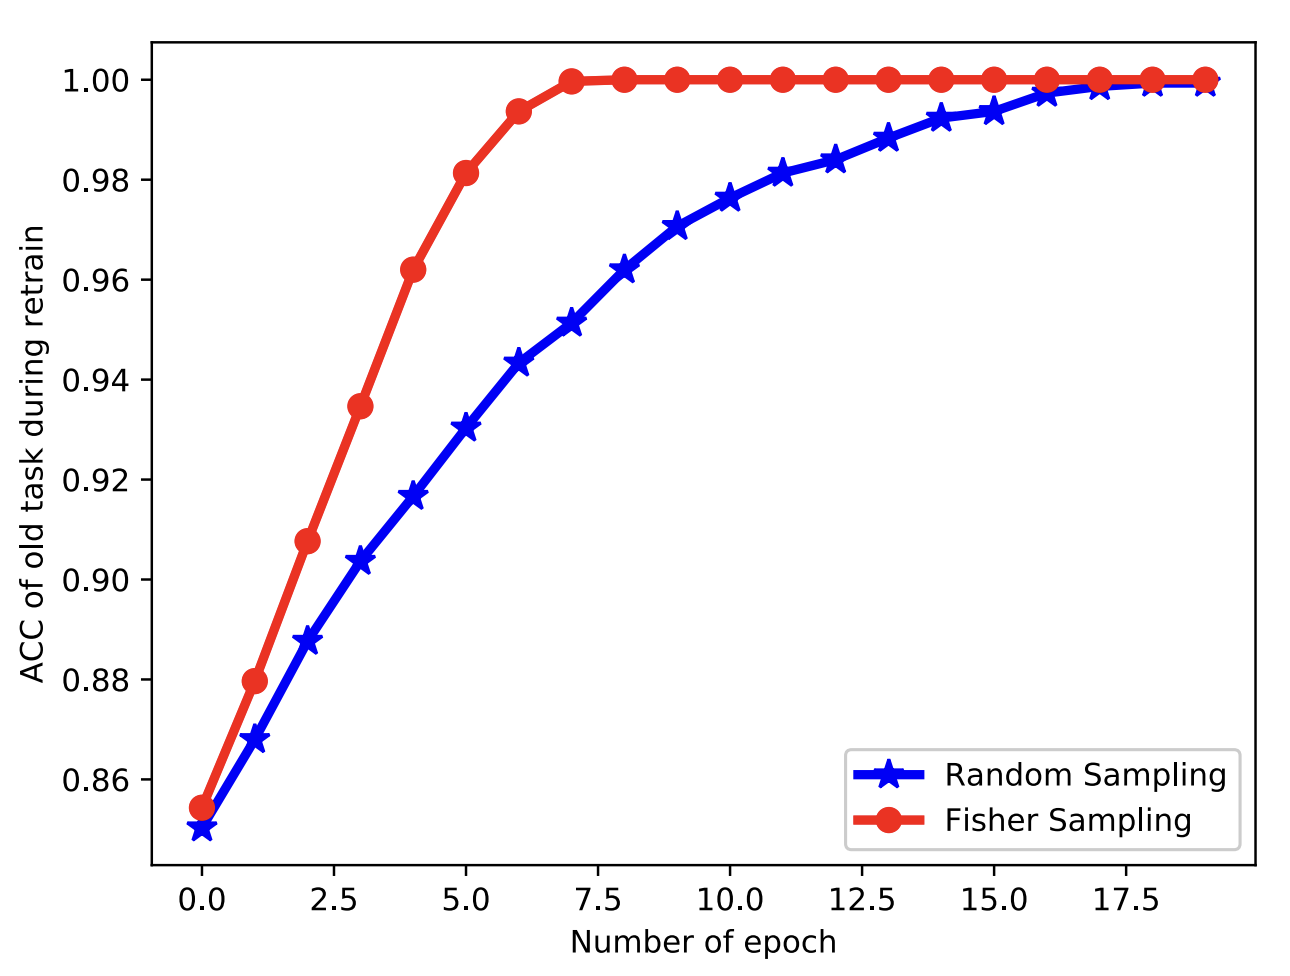 1.00
0.98
0.96
0.94
0.92
0.90
0.88
0.86
ACC of old task during retrain
0.0 2.5 5.0 7.5 10.0 12.5 15.0 17.5
Number of epoch
Random Sampling
Fisher Sampling